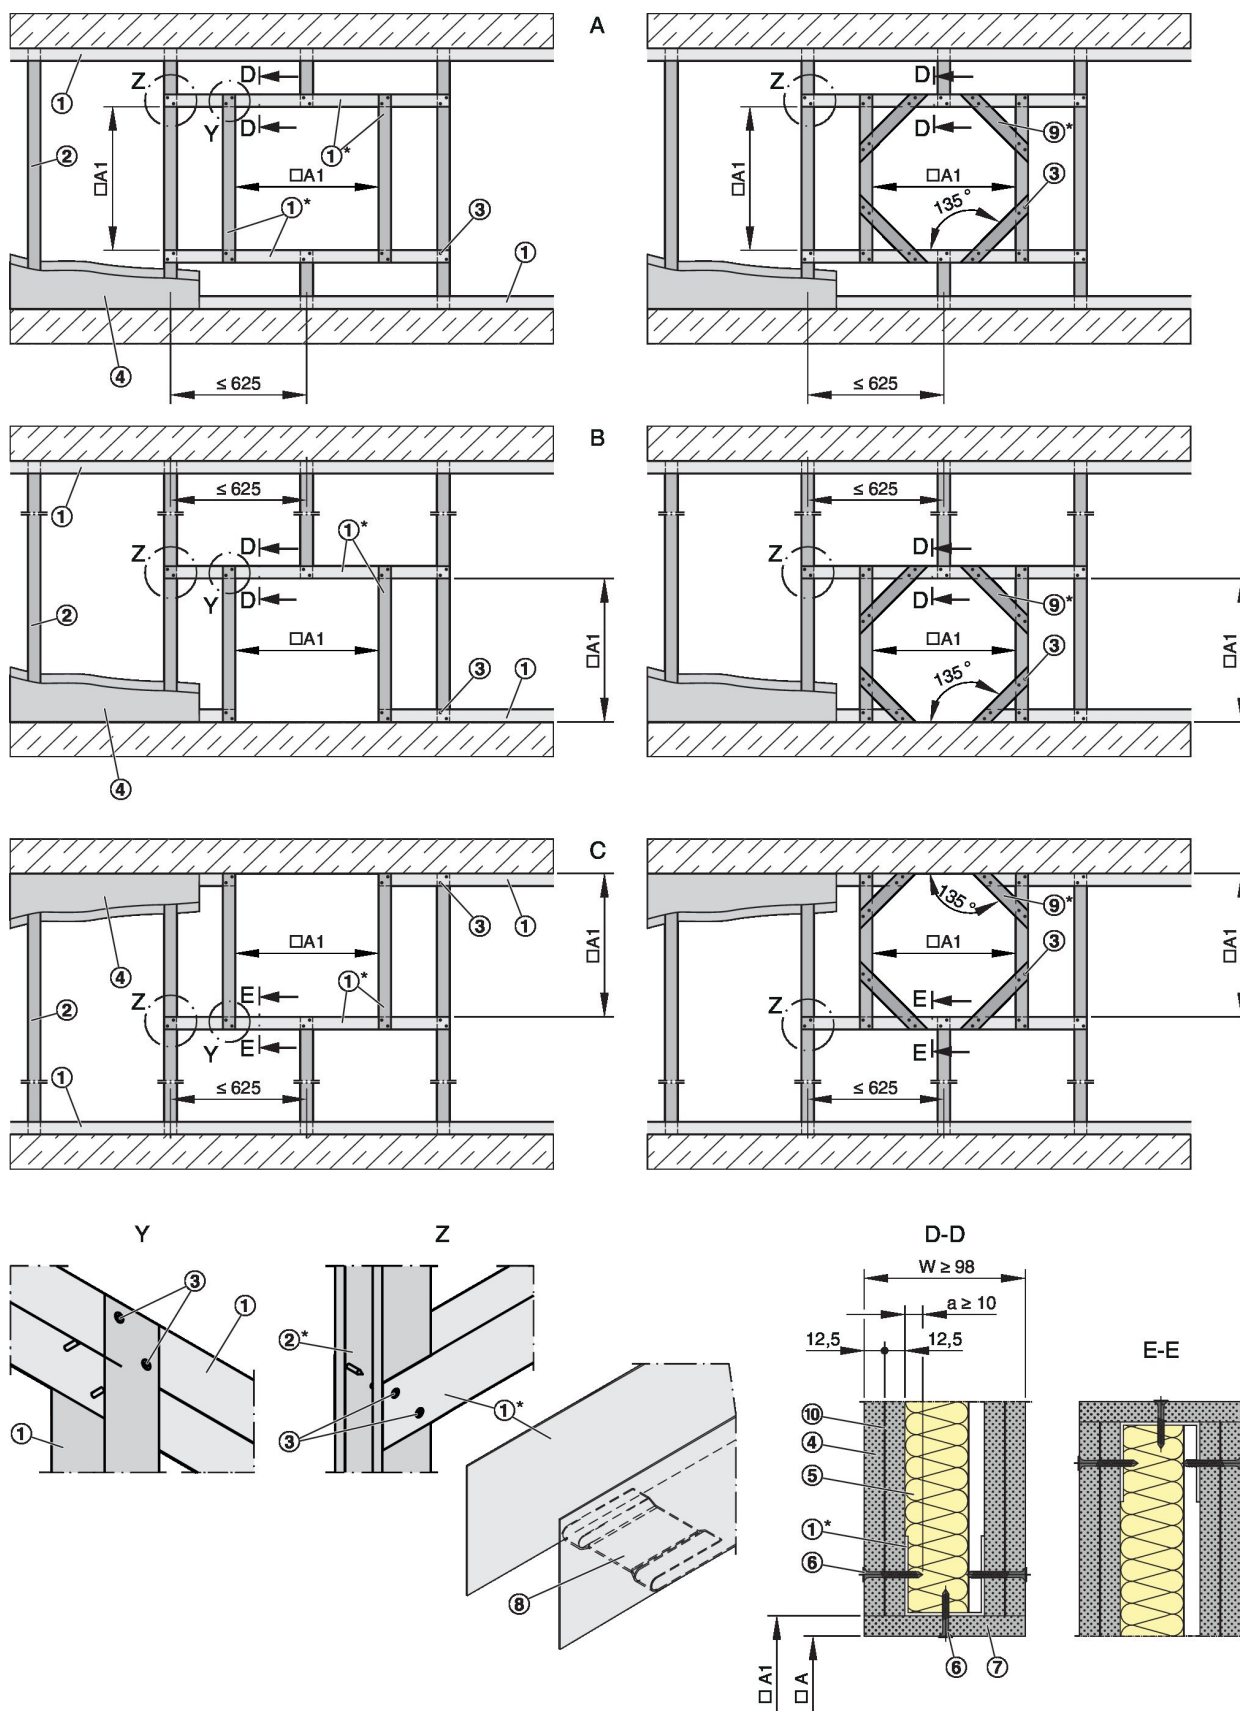 A
Z
D
D
Y
1
2
□A1
□A1
1*
1*
3
1
4
≤ 625
Z
D
D
9*
□A1
□A1
3
135°
≤ 625
B
1
≤ 625
Z
D
D
Y
1*
2
□A1
□A1
3
1
4
≤ 625
Z
D
D
9*
□A1
□A1
3
135°
C
4
3
1
□A1
□A1
1*
2
Z
E
E
Y
1
≤ 625
135°
9*
□A1
□A1
3
Z
E
E
≤ 625
Y
3
1
1
Z
2*
1*
3
8
D-D
W ≥ 98
a ≥ 10
12,5
12,5
10
4
5
1*
6
6
7
□A1
□A
E-E